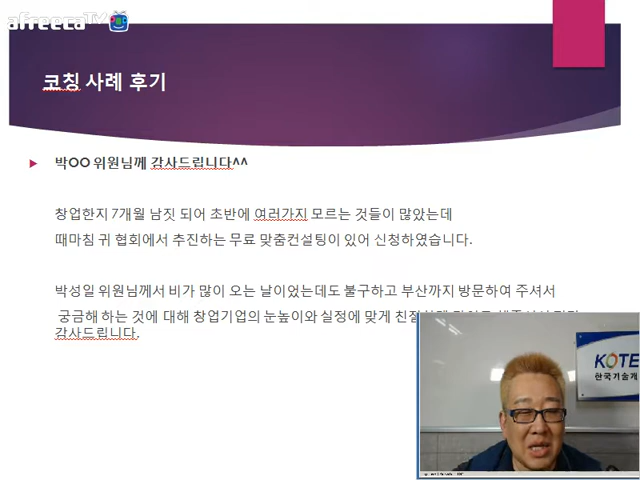 afreecaTV
코칭 사례 후기
박OO 위원님께 감사드립니다^^
창업한지 7개월 남짓 되어 초반에 여러가지 모르는 것들이 많았는데
때마침 귀 협회에서 추진하는 무료 맞춤컨설팅이 있어 신청하였습니다.
박성일 위원님께서 비가 많이 오는 날이었는데도 불구하고 부산까지 방문하여 주셔서
궁금해 하는 것에 대해 창업기업의 눈높이와 실정에 맞게
감사드립니다.
KOTE
한국기술개